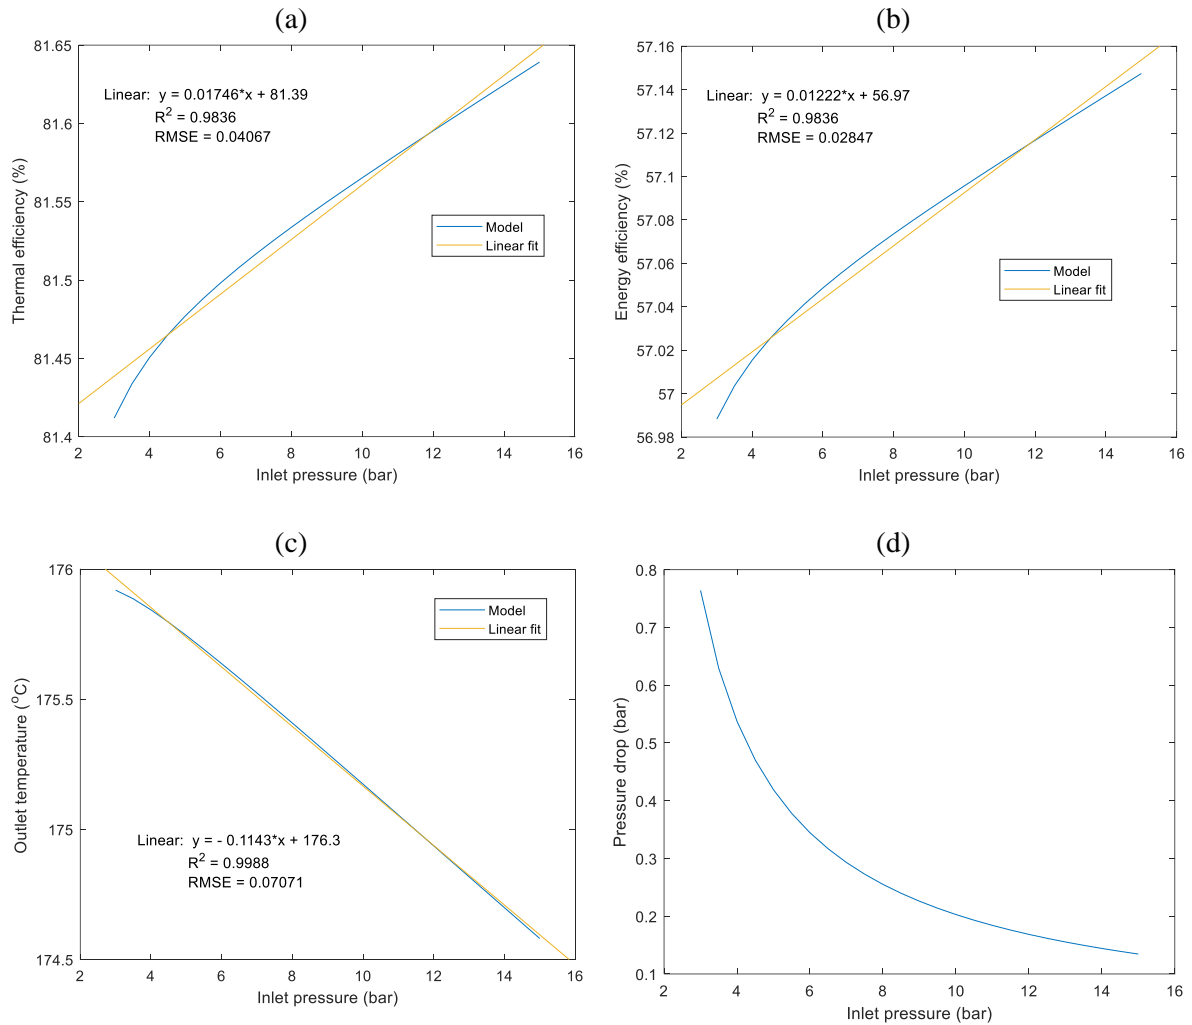 (a)
81.65
81.6
81.55
81.5
81.45
81.4
Thermal efficiency (%)
Linear: y = 0.01746*x + 81.39
R2 = 0.9836
RMSE = 0.04067
Model
Linear fit
2 4 6 8 10 12 14 16
Inlet pressure (bar)
(b)
57.16
57.14
57.12
57.1
57.08
57.06
57.04
57.02
57
56.98
Energy efficiency (%)
Linear: y = 0.01222*x + 56.97
R2 = 0.9836
RMSE = 0.02847
Model
Linear fit
2 4 6 8 10 12 14 16
Inlet pressure (bar)
(c)
176
175.5
175
174.5
Outlet temperature (oC)
Model
Linear fit
Linear: y = - 0.1143*x + 176.3
R2 = 0.9988
RMSE = 0.07071
2 4 6 8 10 12 14 16
Inlet pressure (bar)
(d)
0.8
0.7
0.6
0.5
0.4
0.3
0.2
0.1
Pressure drop (bar)
2 4 6 8 10 12 14 16
Inlet pressure (bar)